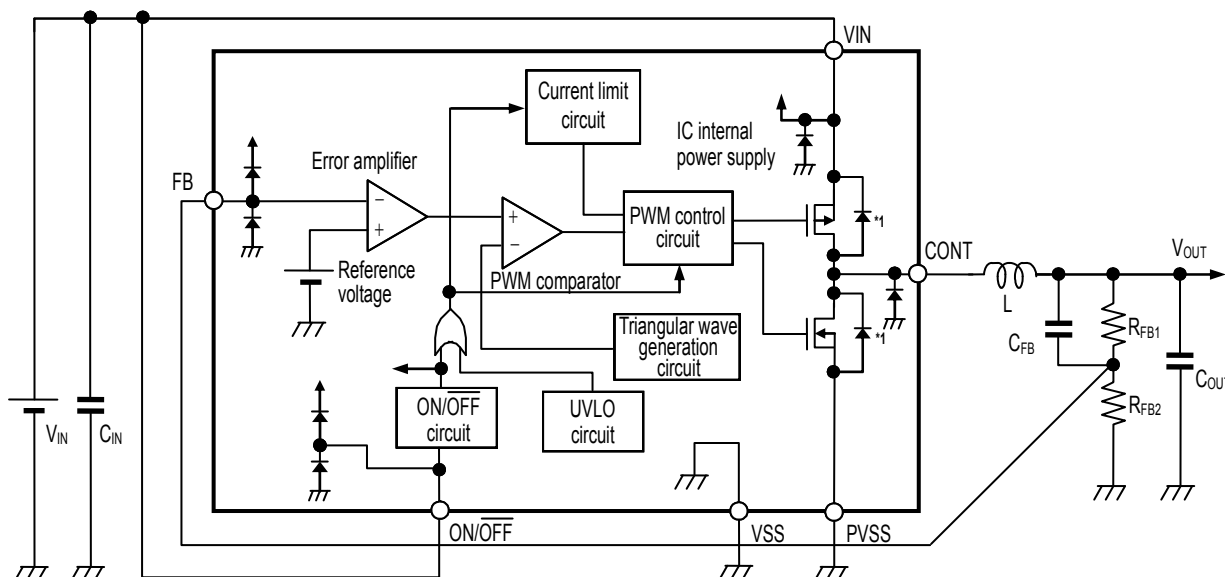 VIN
Current limit
circuit
IC internal
power supply
Error amplifier
FB
−
+
+
−
PWM control
circuit
*1
CONT
VOUT
Reference
voltage
PWM comparator
L
CFB
RFB1
Triangular wave
generation
circuit
*1
COUT
RFB2
ON/OFF
circuit
UVLO
circuit
VIN
CIN
ON/OFF
VSS
PVSS